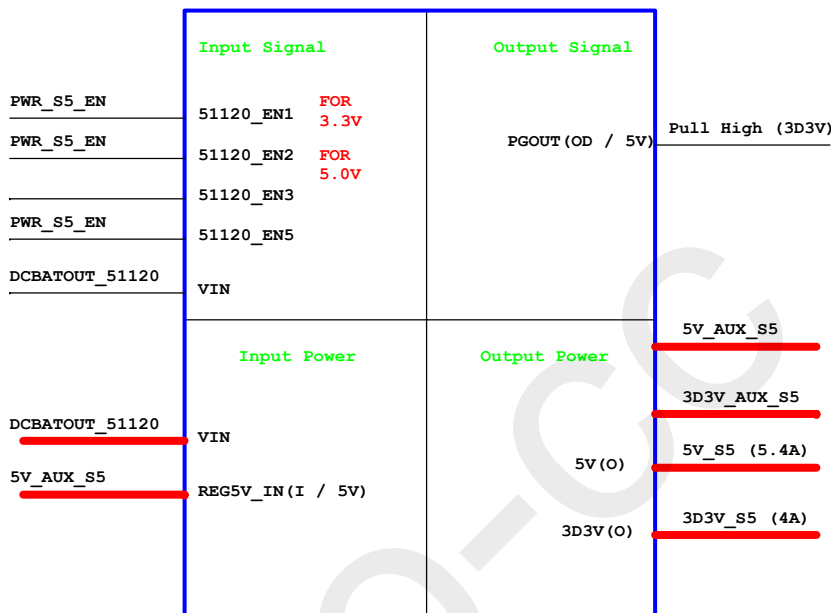 Input Signal
Output Signal
PWR_S5_EN
51120_EN1
FOR
3.3V
PWR_S5_EN
51120_EN2
FOR
5.0V
PGOUT(OD / 5V)
Pull High (3D3V)
51120_EN3
PWR_S5_EN
51120_EN5
DCBATOUT_51120
VIN
Input Power
Output Power
5V_AUX_S5
3D3V_AUX_S5
DCBATOUT_51120
VIN
5V(O)
5V_S5 (5.4A)
5V_AUX_S5
REG5V_IN(I / 5V)
3D3V(O)
3D3V_S5 (4A)